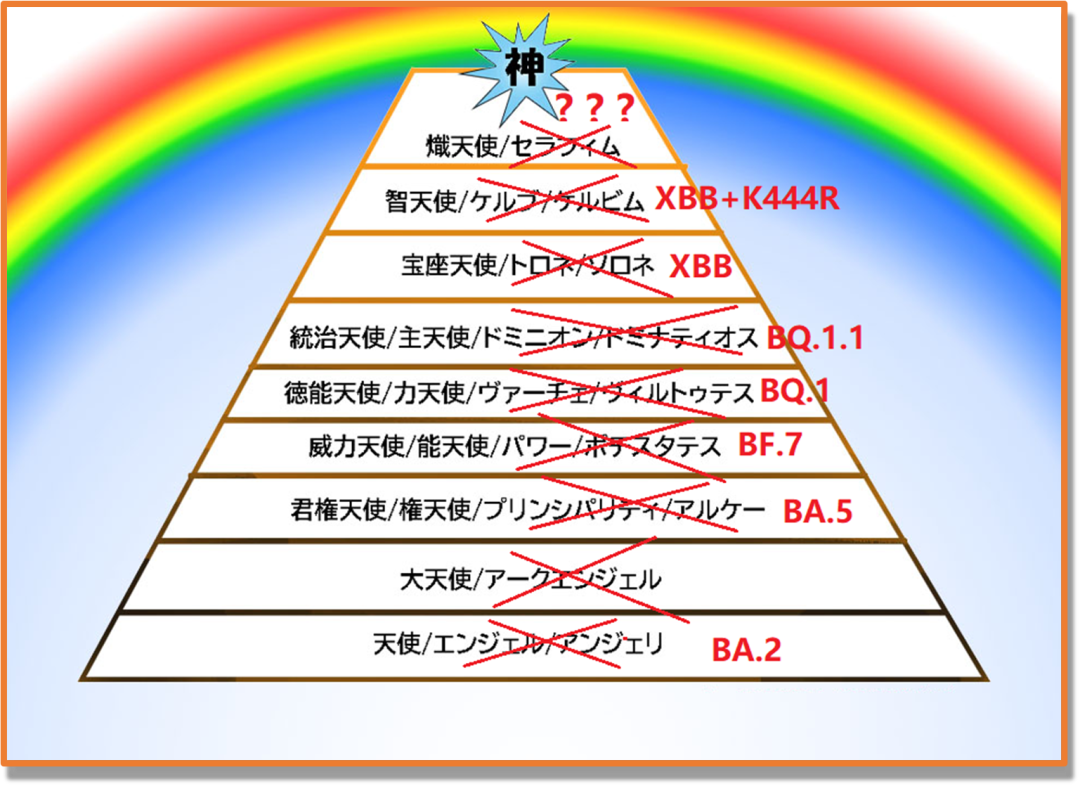 神
? ? ?
熾天使/セラフィム
智天使/ケルブ/ケルビム XBB+K444R
宝座天使/トロネ/ソロネ XBB
統治天使/主天使/ドミニオン/ドミナティオス BQ.1.1
徳能天使/力天使/ヴァーチェ/ヴィルトゥテス BQ.1
威力天使/能天使/パワー/ポテスタテス BF.7
君権天使/権天使/プリンシパリティ/アルケー BA.5
大天使/アークエンジェル
天使/エンジェル/アンジェリ BA.2